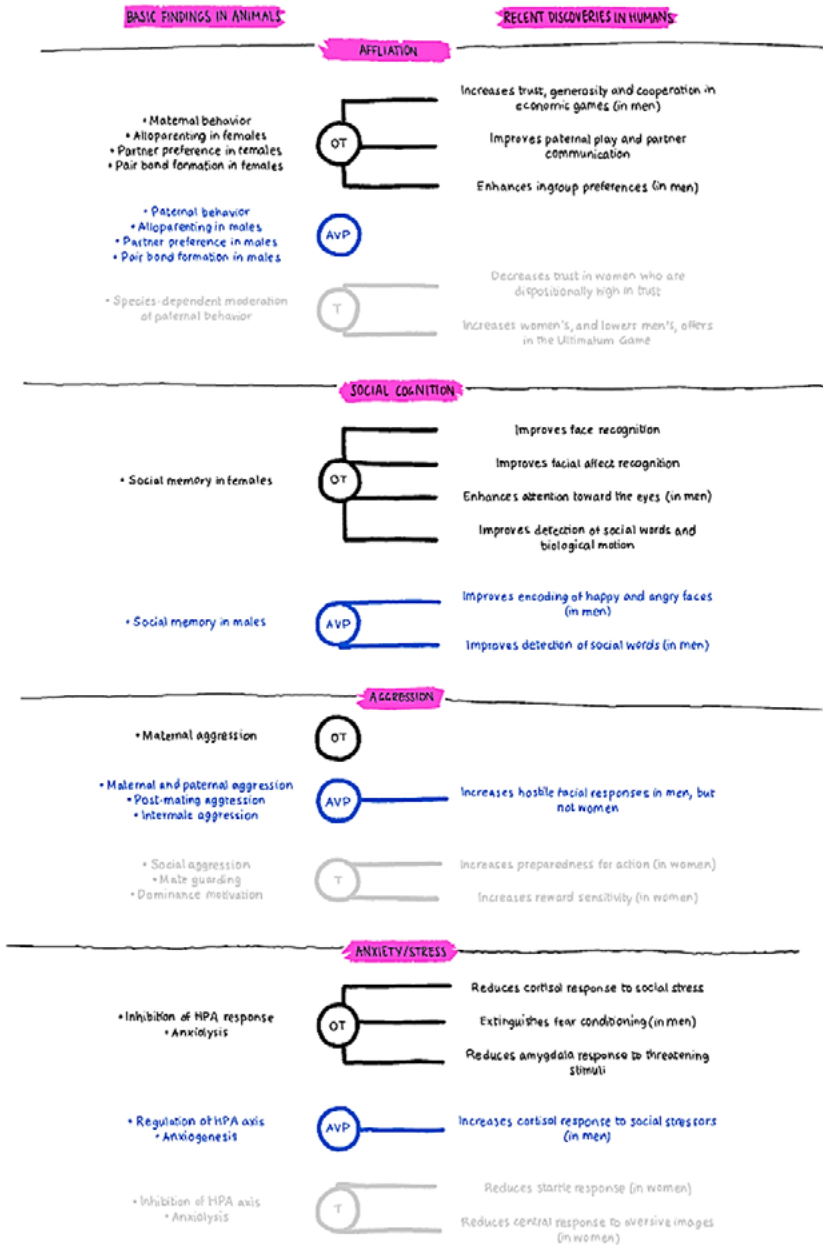 BASIC FINDINGS IN ANIMALS
RECENT DISCOVERIES IN HUMANS
AFFLIATION
• Maternal behavior
• Alloparenting in females
• Partner preference in females
• Pair bond formation in females
OT
Increases trust, generosity and cooperation in
economic games (in men)
Improves paternal play and partner
communication
Enhances ingroup preferences (in men)
• Paternal behavior
• Alloparenting in males
• Partner preference in males
• Pair bond formation in males
AVP
• Species-dependent moderation
of paternal behavior
T
Decreases trust in women who are
dispositionally high in trust
Increases women's, and lowers men's, offers
in the Ultimatum Game
SOCIAL COGNITION
• Social memory in females
OT
Improves face recognition
Improves facial affect recognition
Enhances attention toward the eyes (in men)
Improves detection of social words and
biological motion
• Social memory in males
AVP
Improves encoding of happy and angry faces
(in men)
Improves detection of social words (in men)
AGGRESSION
• Maternal aggression
OT
• Maternal and paternal aggression
• Post-mating aggression
• Intermale aggression
AVP
Increases hostile facial responses in men, but
not women
• Social aggression
• Mate guarding
• Dominance motivation
T
Increases preparedness for action (in women)
Increases reward sensitivity (in women)
ANXIETY/STRESS
• Inhibition of HPA response
• Anxiolysis
OT
Reduces cortisol response to social stress
Extinguishes fear conditioning (in men)
Reduces amygdala response to threatening
stimuli
• Regulation of HPA axis
• Anxiogenesis
AVP
Increases cortisol response to social stressors
(in men)
• Inhibition of HPA axis
• Anxiolysis
T
Reduces startle response (in women)
Reduces central response to aversive images
(in women)